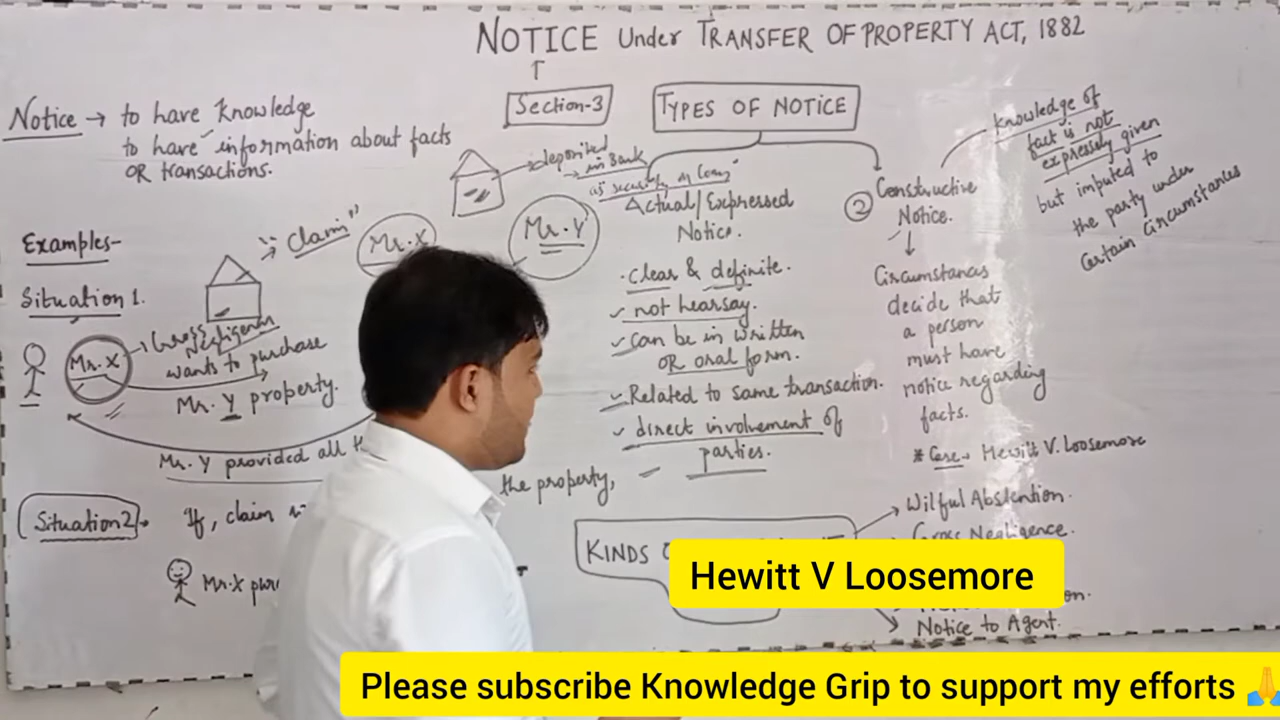 NOTICE Under TRANSFER OF PROPERTY ACT, 1882
Section-3
TYPES OF NOTICE
Notice → to have Knowledge
to have information about facts
OR transactions.
deposited
→ in Bank
as security
Actual/Expressed
Notice.
· clear & definite.
not hearsay.
can be in written
OR oral form.
Related to same transaction.
direct involvement of
parties.
② Constructive
Notice.
Knowledge of
fact is not
expressly given
but imputed to
the party under
certain circumstances
Circumstances
decide that
a person
must have
notice regarding
facts.
* Case→ Hewitt V. Loosemore
Examples-
Situation 1.
→ "claim"
Mr. X
Mr. Y
Mr. X
Gross
Negligence
wants to purchase
Mr. Y property.
Mr. Y provided all
the property,
Situation 2
If, claim
Mr. X
KINDS
Wilful Abstention.
Gross Negligence.
Notice to Agent.
Hewitt V Loosemore
Please subscribe Knowledge Grip to support my efforts 🙏